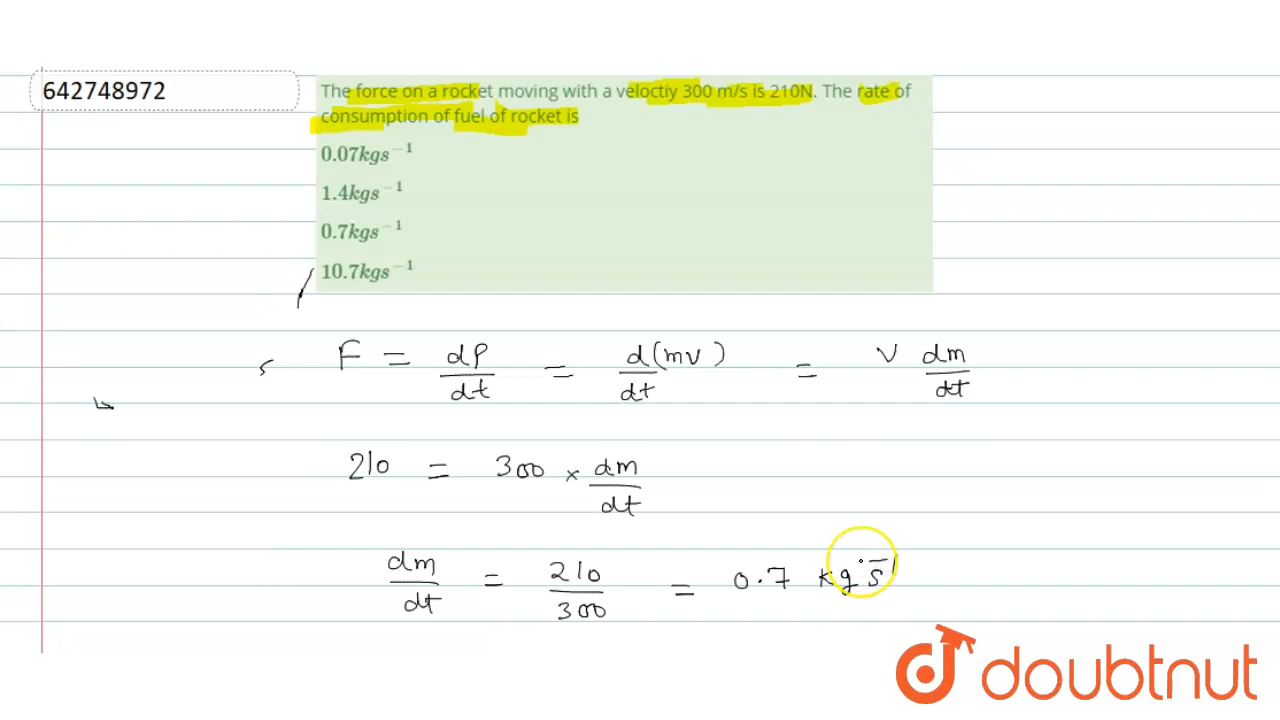 642748972
The force on a rocket moving with a veloctiy 300 m/s is 210N. The rate of
consumption of fuel of rocket is
0.07kgs⁻¹
1.4kgs⁻¹
0.7kgs⁻¹
10.7kgs⁻¹
F = dp/dt = d(mv)/dt = V dm/dt
210 = 300 × dm/dt
dm/dt = 210/300 = 0.7 kg s⁻¹
doubtnut